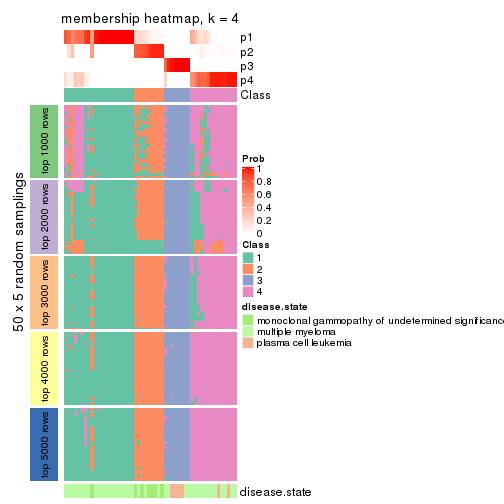 membership heatmap, k = 4
p1
p2
p3
p4
Class
50 x 5 random samplings
top 1000 rows
top 2000 rows
top 3000 rows
top 4000 rows
top 5000 rows
Prob
1
0.8
0.6
0.4
0.2
0
Class
1
2
3
4
disease.state
monoclonal gammopathy of undetermined significance
multiple myeloma
plasma cell leukemia
disease.state